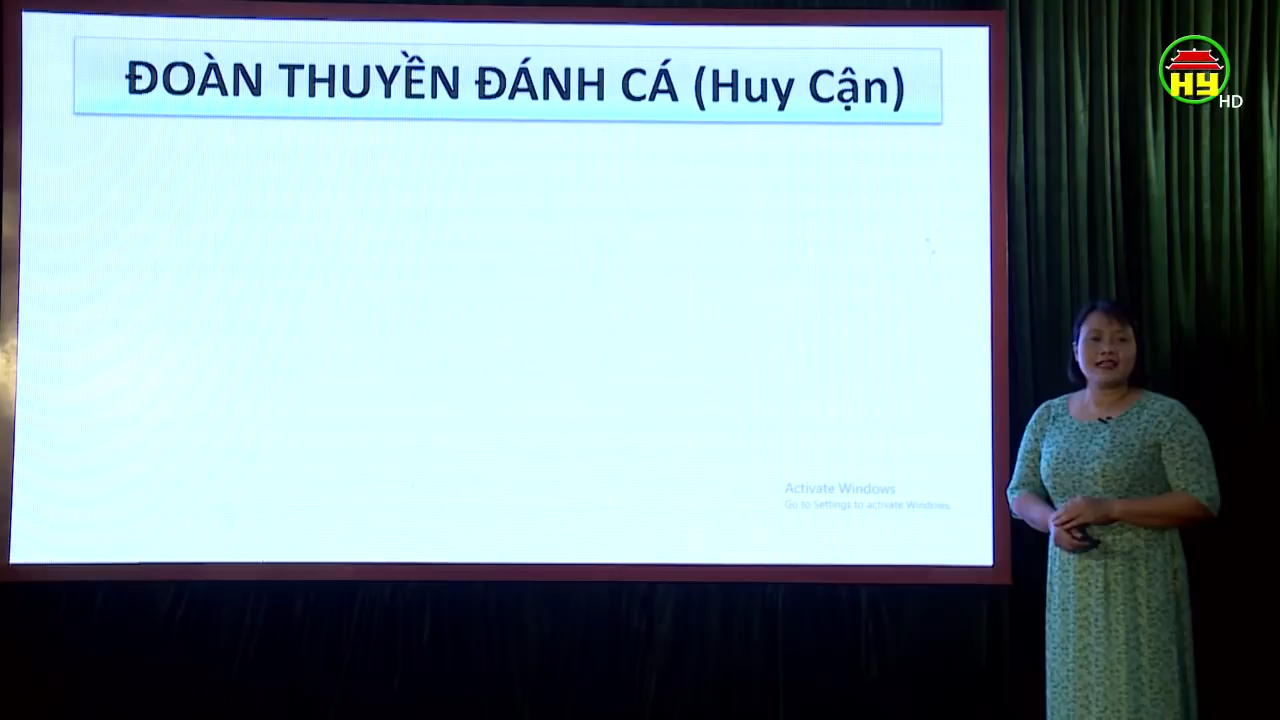 ĐOÀN THUYỀN ĐÁNH CÁ (Huy Cận)
HY
HD
Activate Windows
Go to Settings to activate Windows.